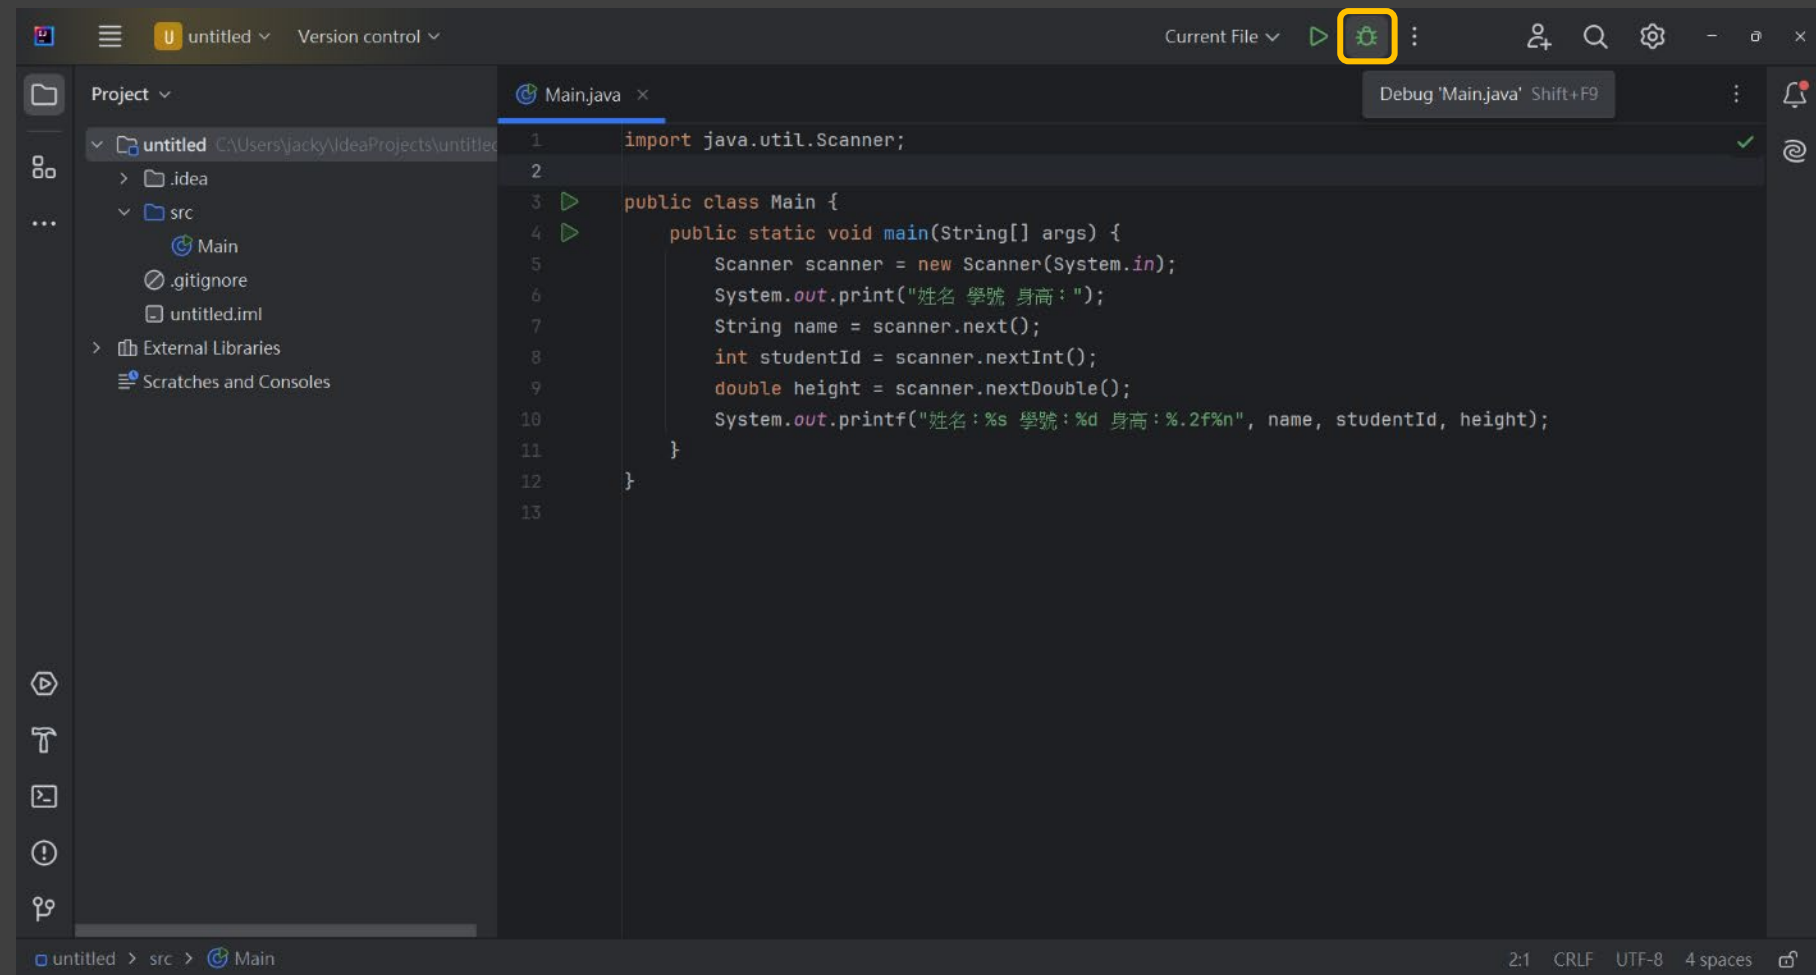 U untitled Version control Current File
Debug 'Main.java' Shift+F9
Project
untitled C:\Users\jacky\IdeaProjects\untitled
.idea
src
Main
.gitignore
untitled.iml
External Libraries
Scratches and Consoles
Main.java
1 import java.util.Scanner;
2
3 public class Main {
4 public static void main(String[] args) {
5 Scanner scanner = new Scanner(System.in);
6 System.out.print("姓名 學號 身高：");
7 String name = scanner.next();
8 int studentId = scanner.nextInt();
9 double height = scanner.nextDouble();
10 System.out.printf("姓名：%s 學號：%d 身高：%.2f%n", name, studentId, height);
11 }
12 }
13
untitled > src > Main
2:1 CRLF UTF-8 4 spaces